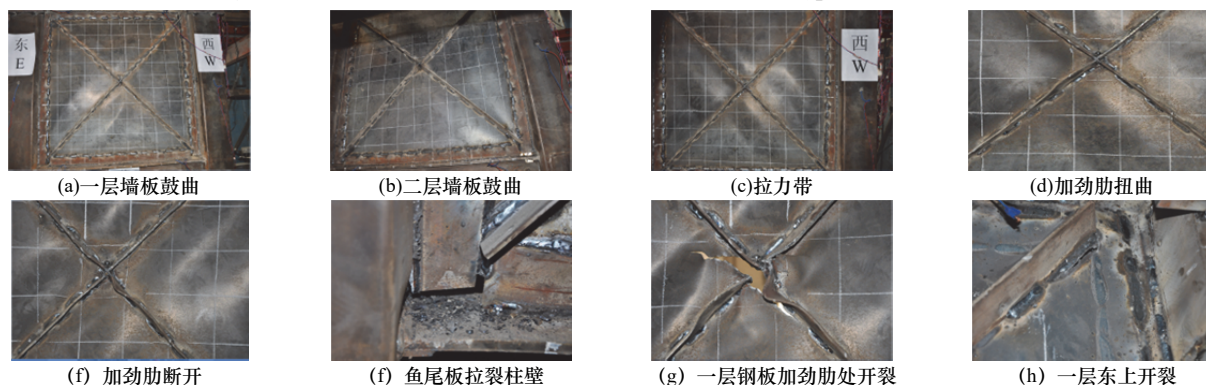 东
E
西
W
西
W
(a)一层墙板鼓曲
(b)二层墙板鼓曲
(c)拉力带
(d)加劲肋扭曲
(f) 加劲肋断开
(f) 鱼尾板拉裂柱壁
(g) 一层钢板加劲肋处开裂
(h) 一层东上开裂